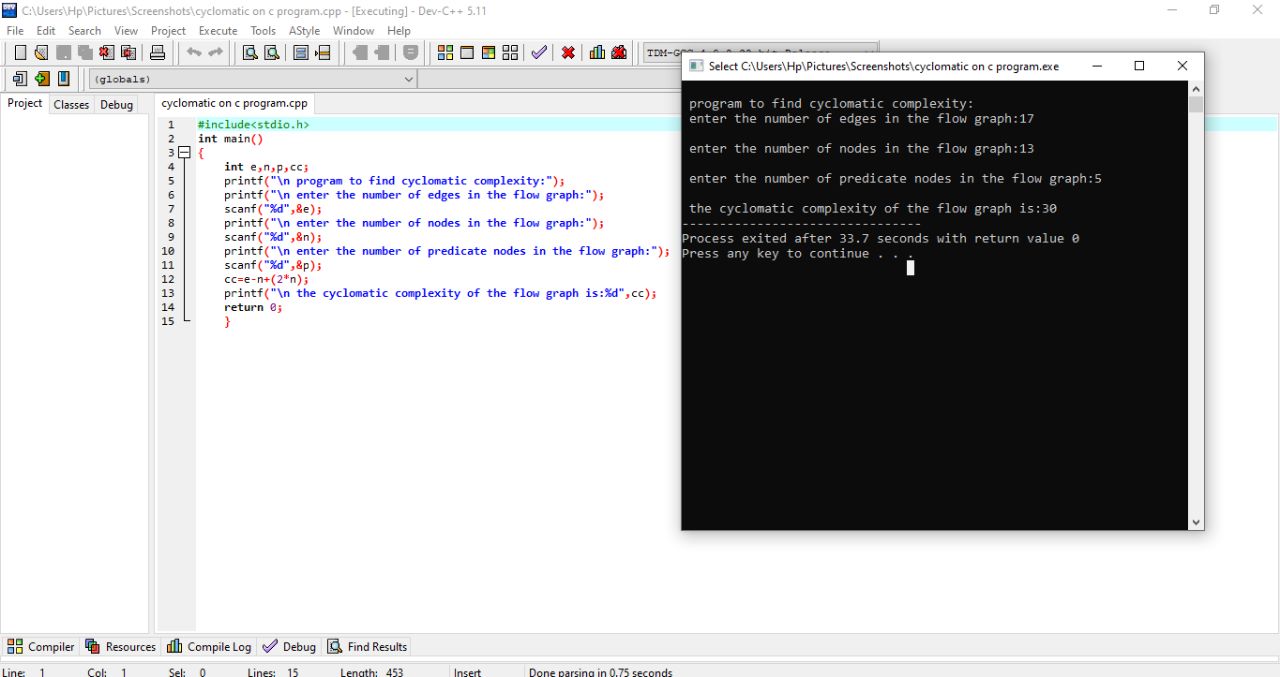 C:\Users\Hp\Pictures\Screenshots\cyclomatic on c program.cpp - [Executing] - Dev-C++ 5.11
File Edit Search View Project Execute Tools AStyle Window Help
(globals)
Project Classes Debug
cyclomatic on c program.cpp
1 #include<stdio.h>
2 int main()
3 {
4 int e,n,p,cc;
5 printf("\n program to find cyclomatic complexity:");
6 printf("\n enter the number of edges in the flow graph:");
7 scanf("%d",&e);
8 printf("\n enter the number of nodes in the flow graph:");
9 scanf("%d",&n);
10 printf("\n enter the number of predicate nodes in the flow graph:");
11 scanf("%d",&p);
12 cc=e-n+(2*n);
13 printf("\n the cyclomatic complexity of the flow graph is:%d",cc);
14 return 0;
15 }
Select C:\Users\Hp\Pictures\Screenshots\cyclomatic on c program.exe
program to find cyclomatic complexity:
enter the number of edges in the flow graph:17
enter the number of nodes in the flow graph:13
enter the number of predicate nodes in the flow graph:5
the cyclomatic complexity of the flow graph is:30
--------------------------------
Process exited after 33.7 seconds with return value 0
Press any key to continue . . .
Compiler Resources Compile Log Debug Find Results
Line: 1 Col: 1 Sel: 0 Lines: 15 Length: 453 Insert Done parsing in 0.75 seconds